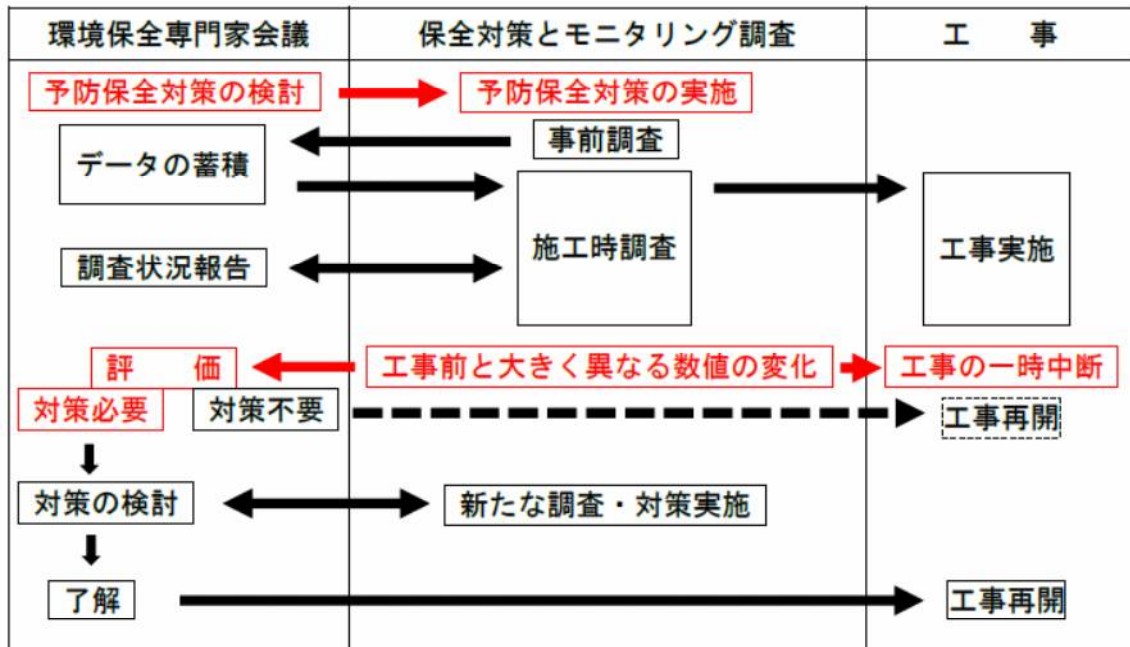 環境保全専門家会議
保全対策とモニタリング調査
工　事
予防保全対策の検討
予防保全対策の実施
事前調査
データの蓄積
施工時調査
工事実施
調査状況報告
評　価
工事前と大きく異なる数値の変化
工事の一時中断
対策必要
対策不要
工事再開
対策の検討
新たな調査・対策実施
了解
工事再開